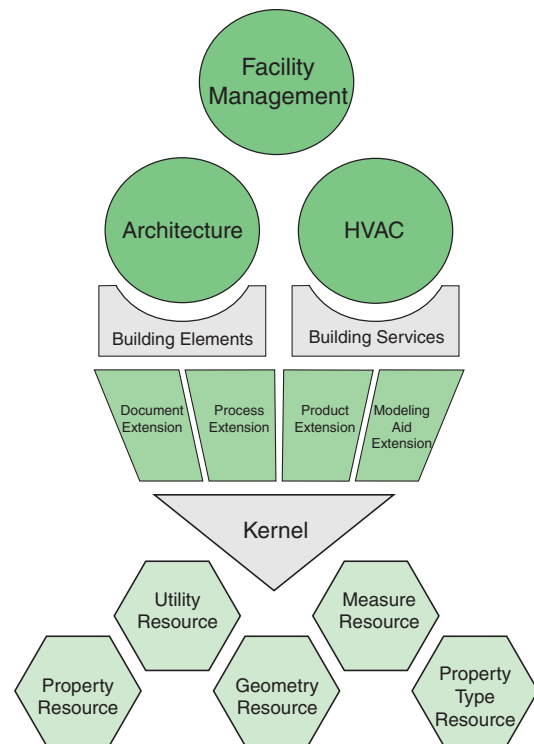 Facility
Management
Architecture
HVAC
Building Elements
Building Services
Document
Extension
Process
Extension
Product
Extension
Modeling
Aid
Extension
Kernel
Utility
Resource
Measure
Resource
Property
Resource
Geometry
Resource
Property
Type
Resource